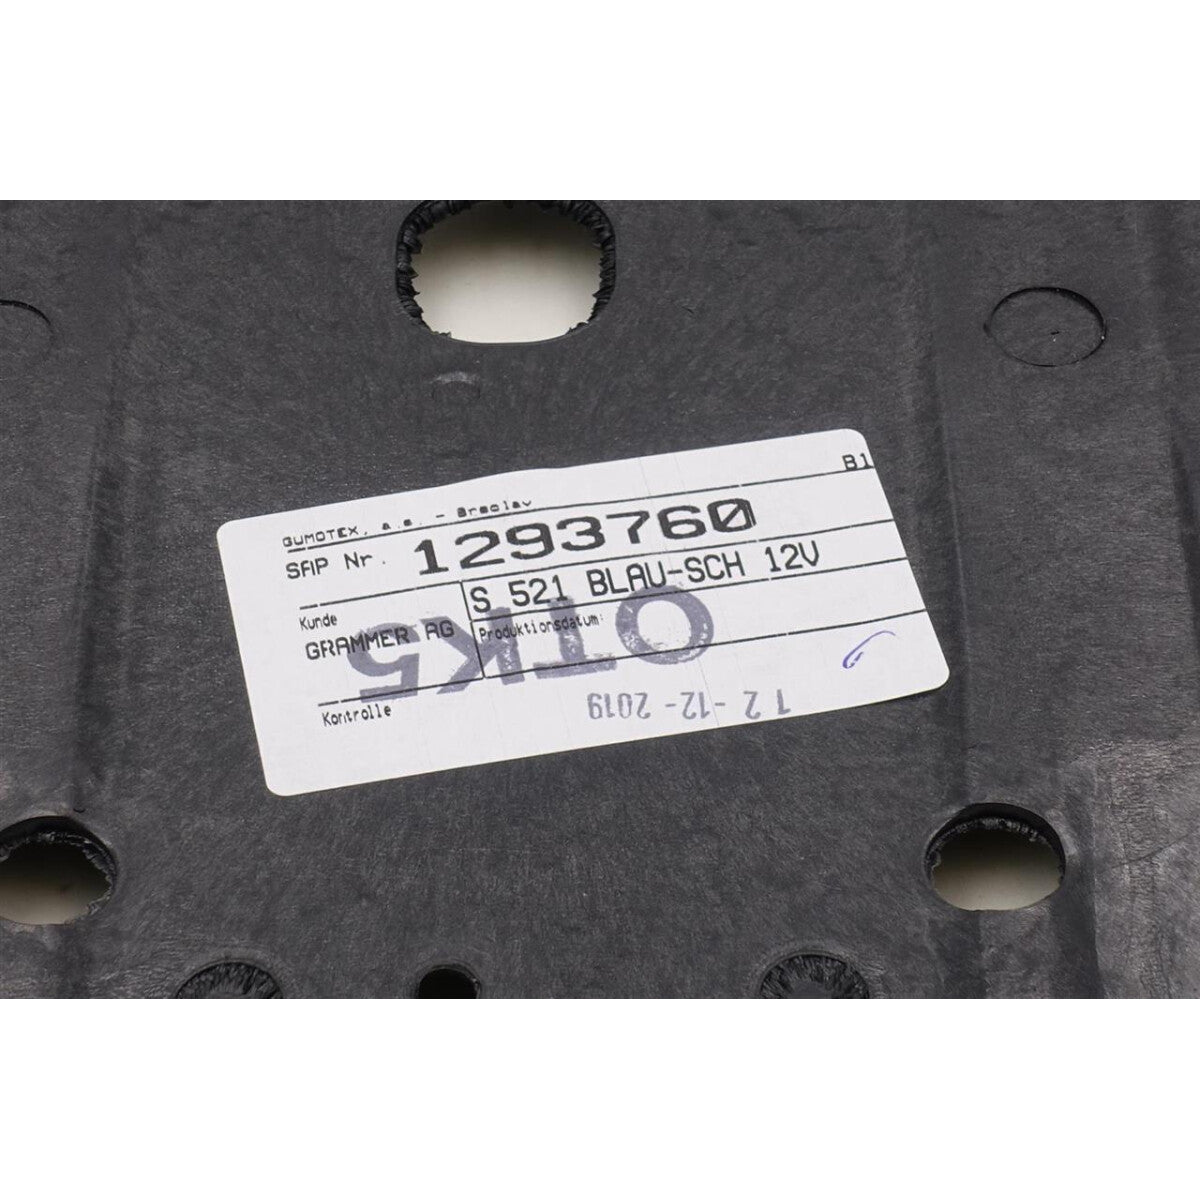 B1
GUMOTEX, a.s. - Breclav
SAP Nr. 1293760
S 521 BLAU-SCH 12V
Kunde
GRAMMER AG
Produktionsdatum:
Kontrolle
OTK5
12-12-2019